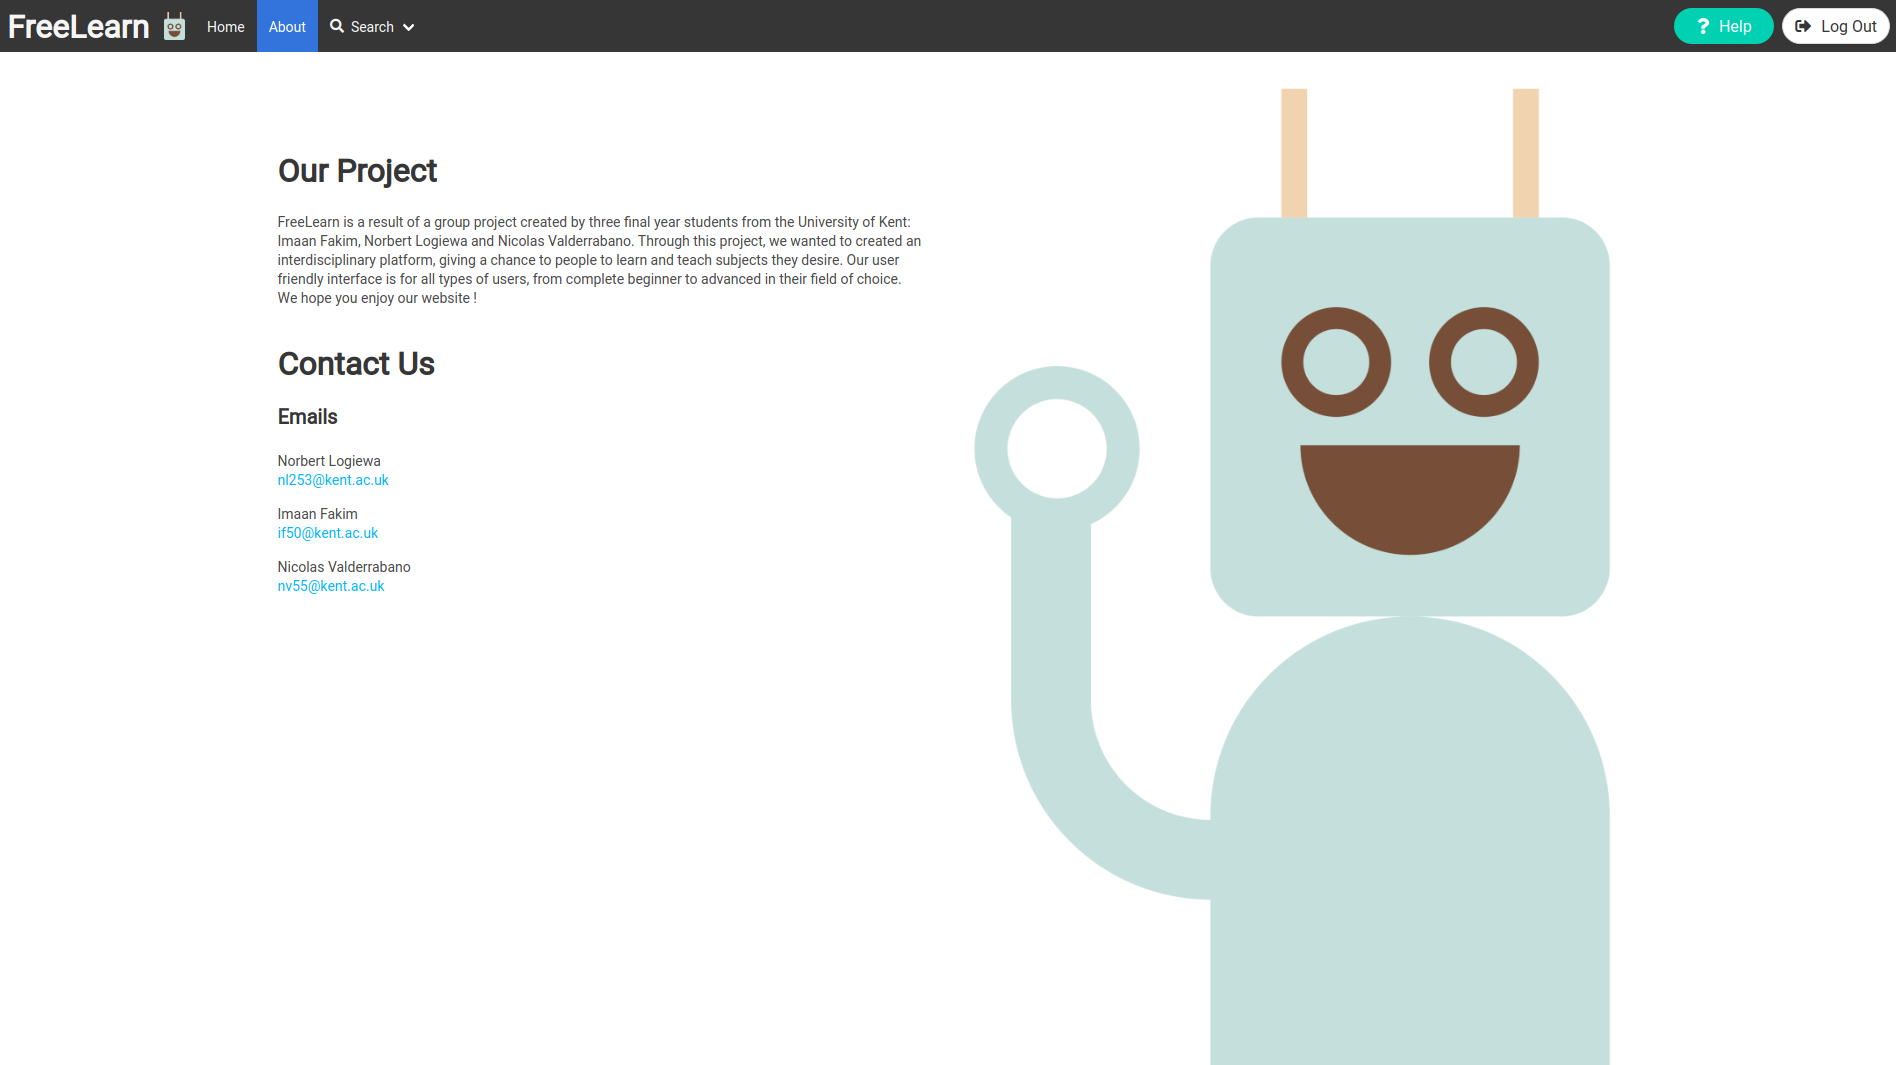 FreeLearn Home About Search Help Log Out
Our Project
FreeLearn is a result of a group project created by three final year students from the University of Kent:
Imaan Fakim, Norbert Logiewa and Nicolas Valderrabano. Through this project, we wanted to created an
interdisciplinary platform, giving a chance to people to learn and teach subjects they desire. Our user
friendly interface is for all types of users, from complete beginner to advanced in their field of choice.
We hope you enjoy our website !
Contact Us
Emails
Norbert Logiewa
nl253@kent.ac.uk
Imaan Fakim
if50@kent.ac.uk
Nicolas Valderrabano
nv55@kent.ac.uk